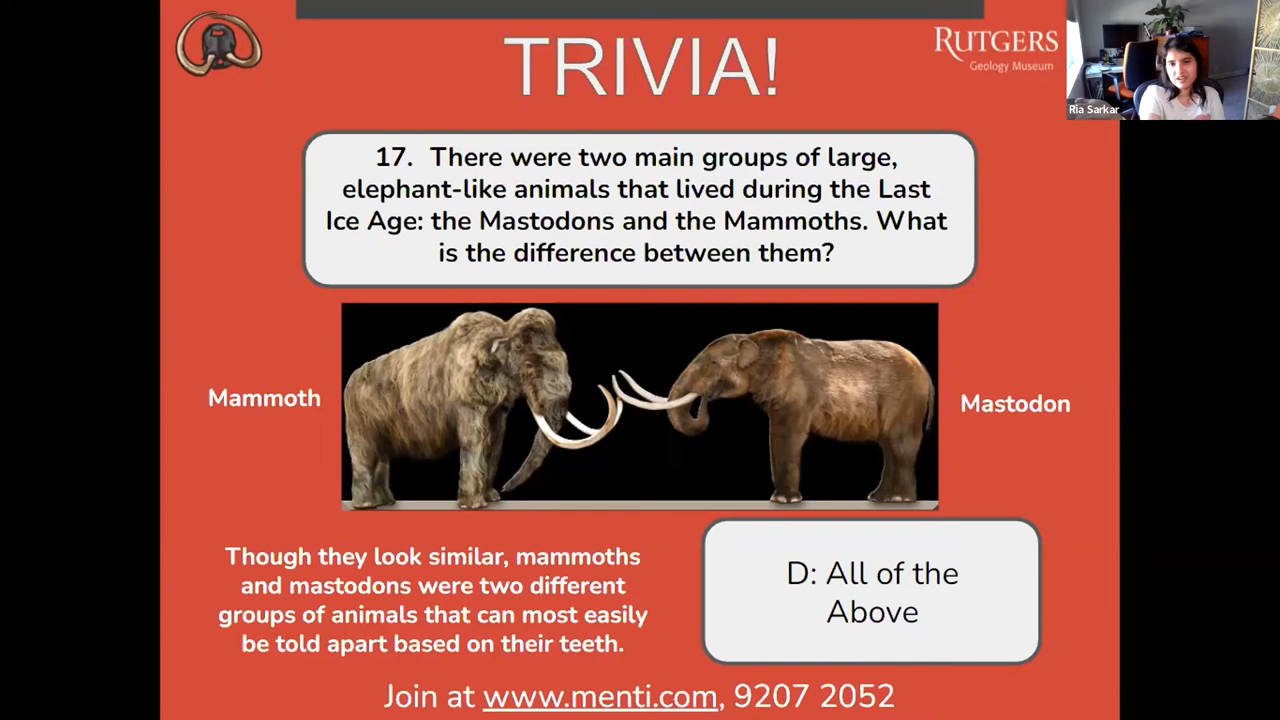 TRIVIA!
RUTGERS
Geology Museum
Ria Sarkar
17. There were two main groups of large,
elephant-like animals that lived during the Last
Ice Age: the Mastodons and the Mammoths. What
is the difference between them?
Mammoth
Mastodon
Though they look similar, mammoths
and mastodons were two different
groups of animals that can most easily
be told apart based on their teeth.
D: All of the
Above
Join at www.menti.com, 9207 2052